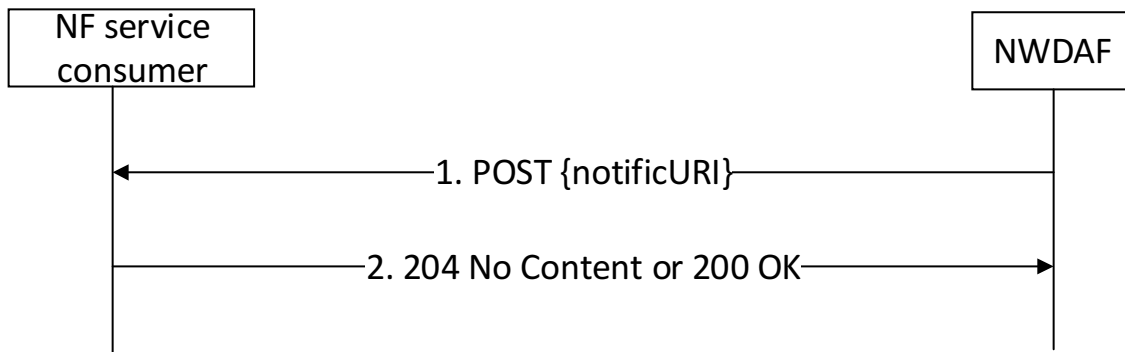 NF service
consumer
NWDAF
1. POST {notificURI}
2. 204 No Content or 200 OK